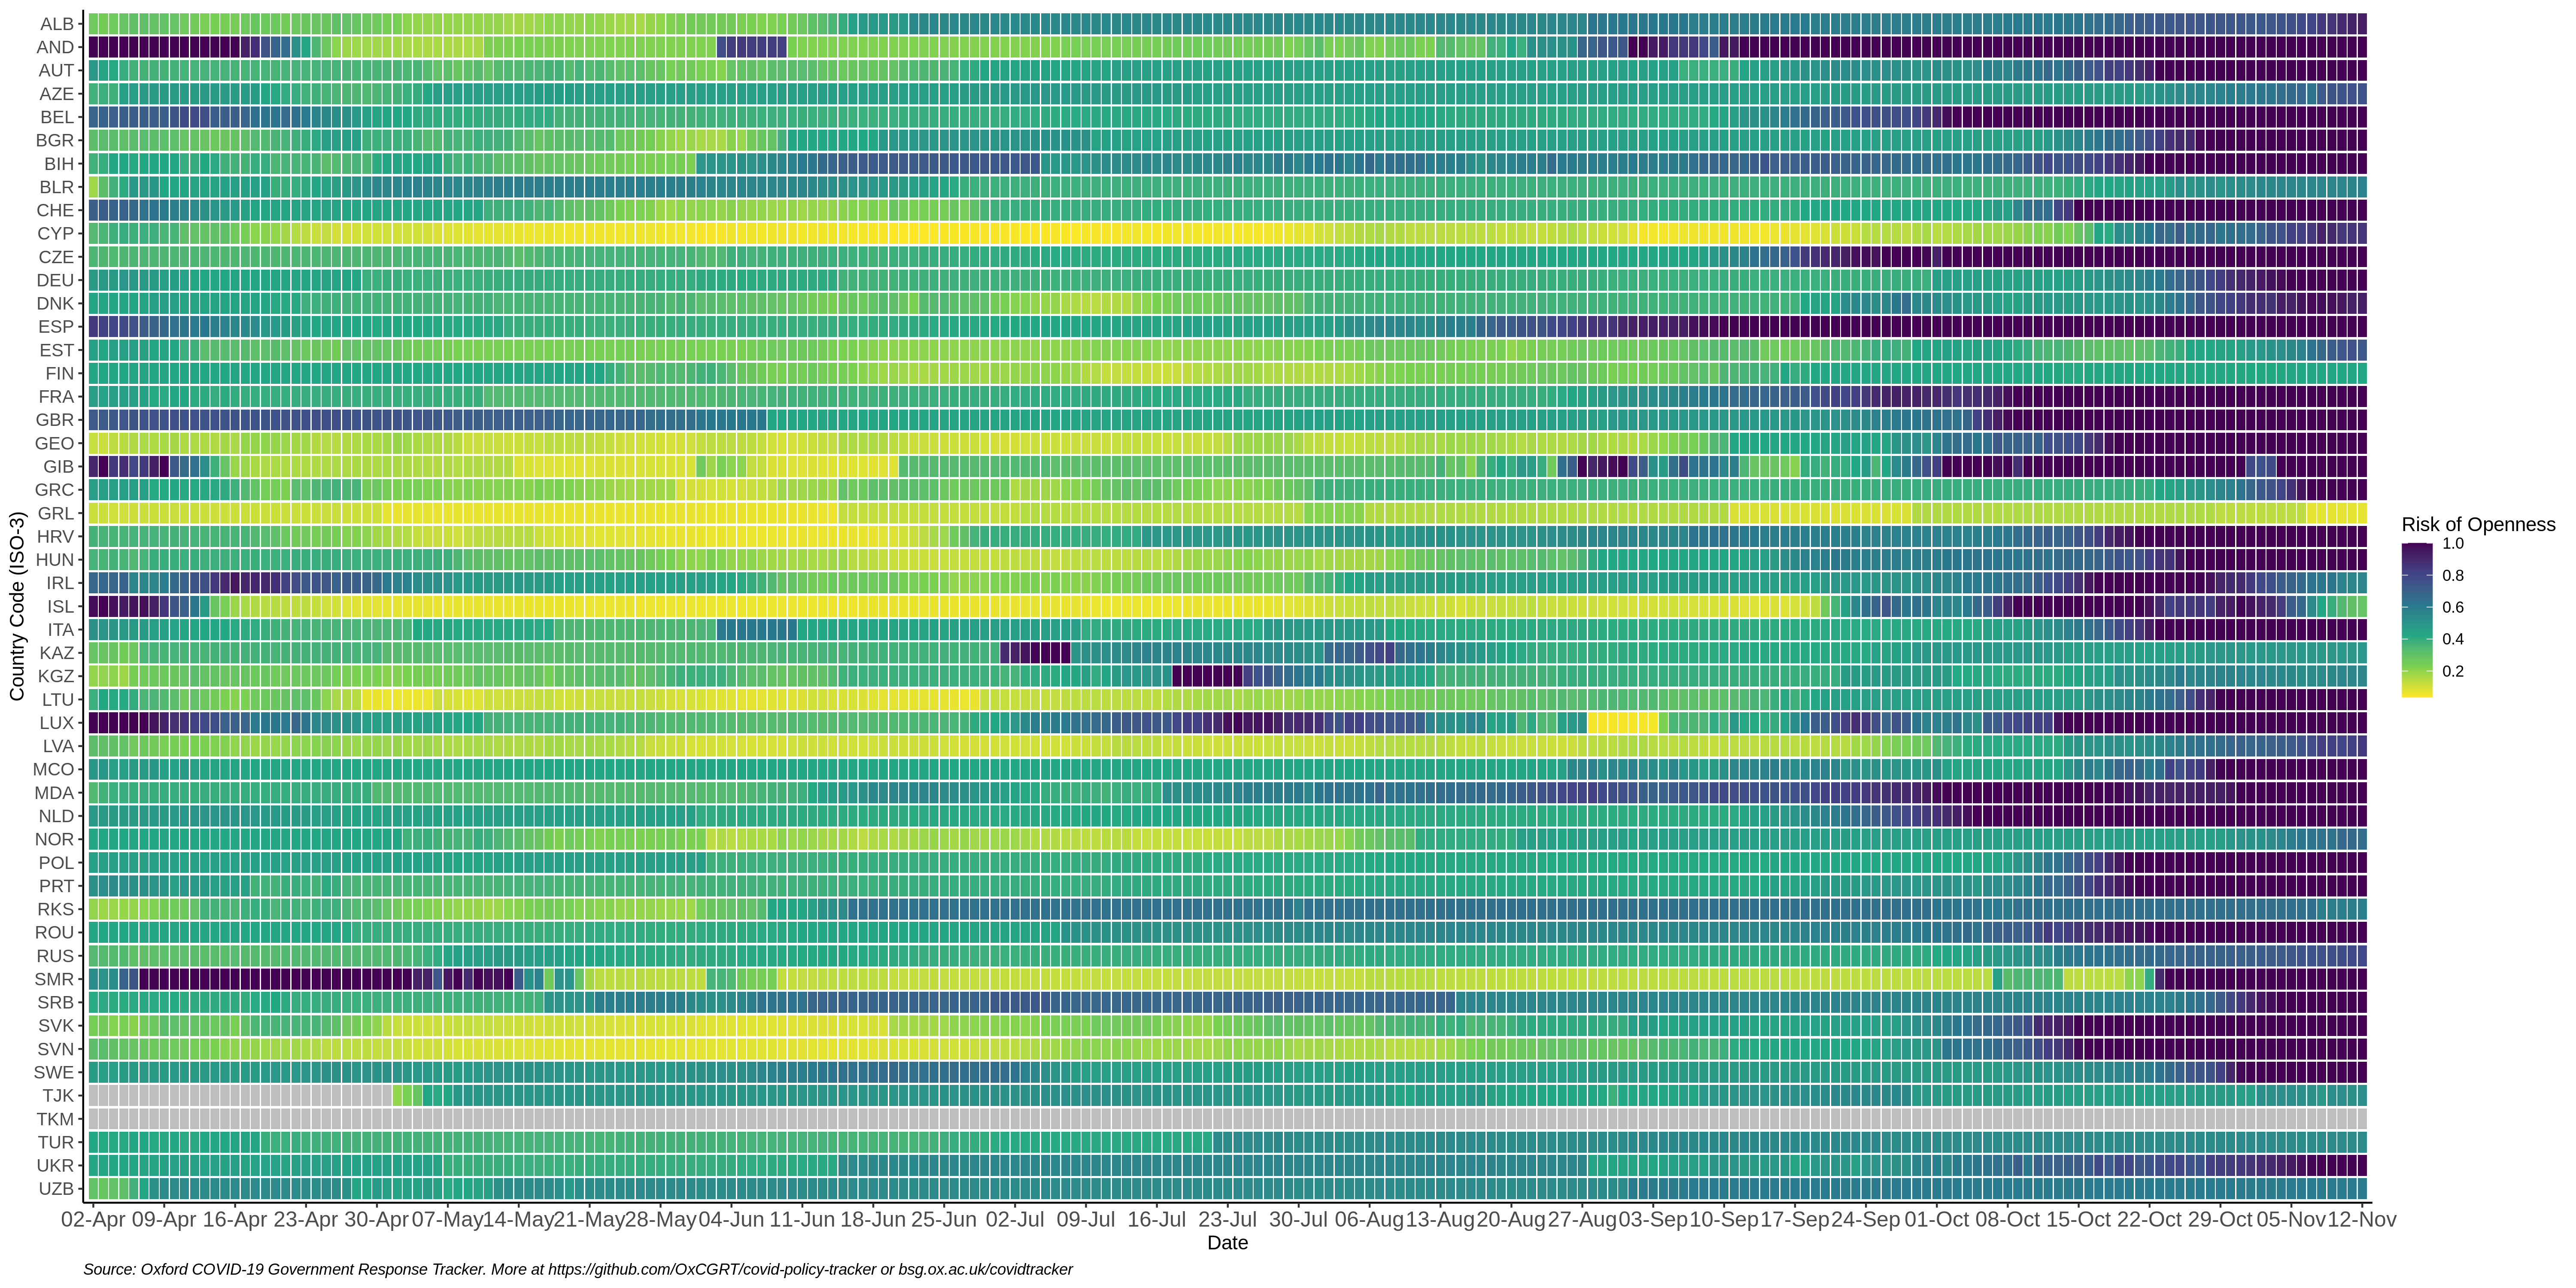 ALB
AND
AUT
AZE
BEL
BGR
BIH
BLR
CHE
CYP
CZE
DEU
DNK
ESP
EST
FIN
FRA
GBR
GEO
GIB
GRC
GRL
HRV
HUN
IRL
ISL
ITA
KAZ
KGZ
LTU
LUX
LVA
MCO
MDA
NLD
NOR
POL
PRT
RKS
ROU
RUS
SMR
SRB
SVK
SVN
SWE
TJK
TKM
TUR
UKR
UZB
Country Code (ISO-3)
02-Apr 09-Apr 16-Apr 23-Apr 30-Apr 07-May 14-May 21-May 28-May 04-Jun 11-Jun 18-Jun 25-Jun 02-Jul 09-Jul 16-Jul 23-Jul 30-Jul 06-Aug 13-Aug 20-Aug 27-Aug 03-Sep 10-Sep 17-Sep 24-Sep 01-Oct 08-Oct 15-Oct 22-Oct 29-Oct 05-Nov 12-Nov
Date
Risk of Openness
1.0
0.8
0.6
0.4
0.2
Source: Oxford COVID-19 Government Response Tracker. More at https://github.com/OxCGRT/covid-policy-tracker or bsg.ox.ac.uk/covidtracker